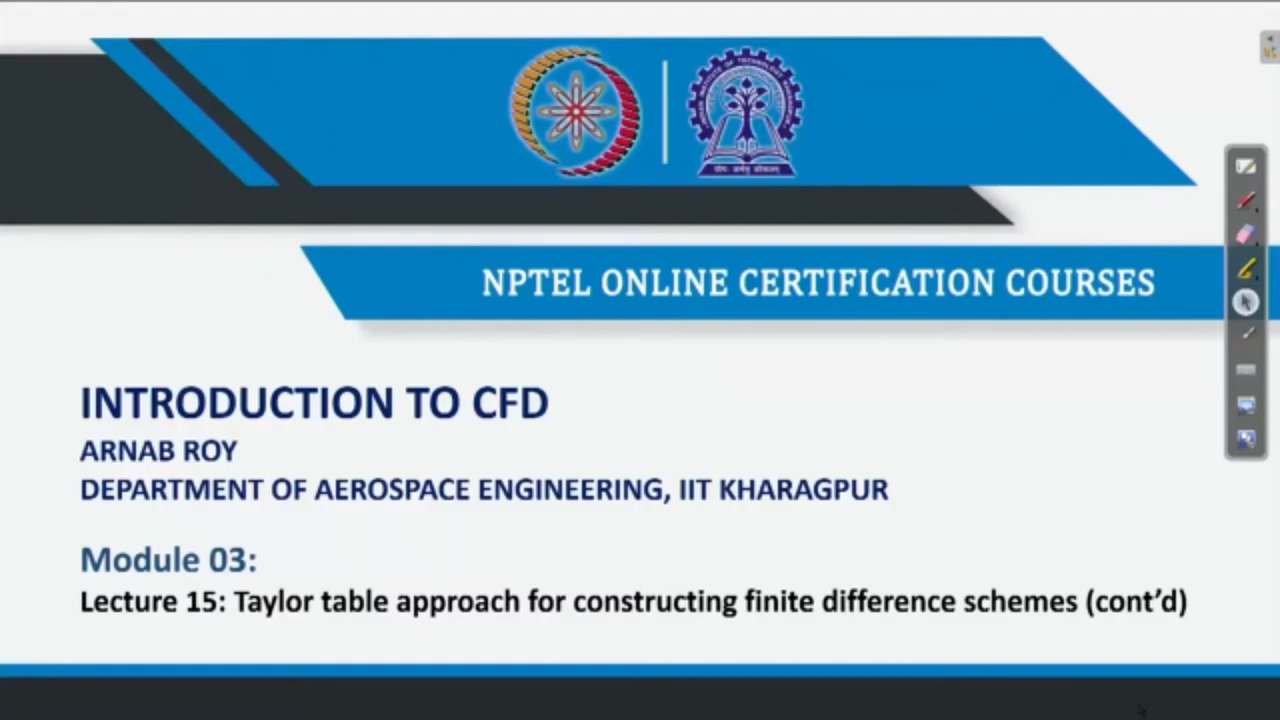 NPTEL ONLINE CERTIFICATION COURSES
INTRODUCTION TO CFD
ARNAB ROY
DEPARTMENT OF AEROSPACE ENGINEERING, IIT KHARAGPUR
Module 03:
Lecture 15: Taylor table approach for constructing finite difference schemes (cont’d)